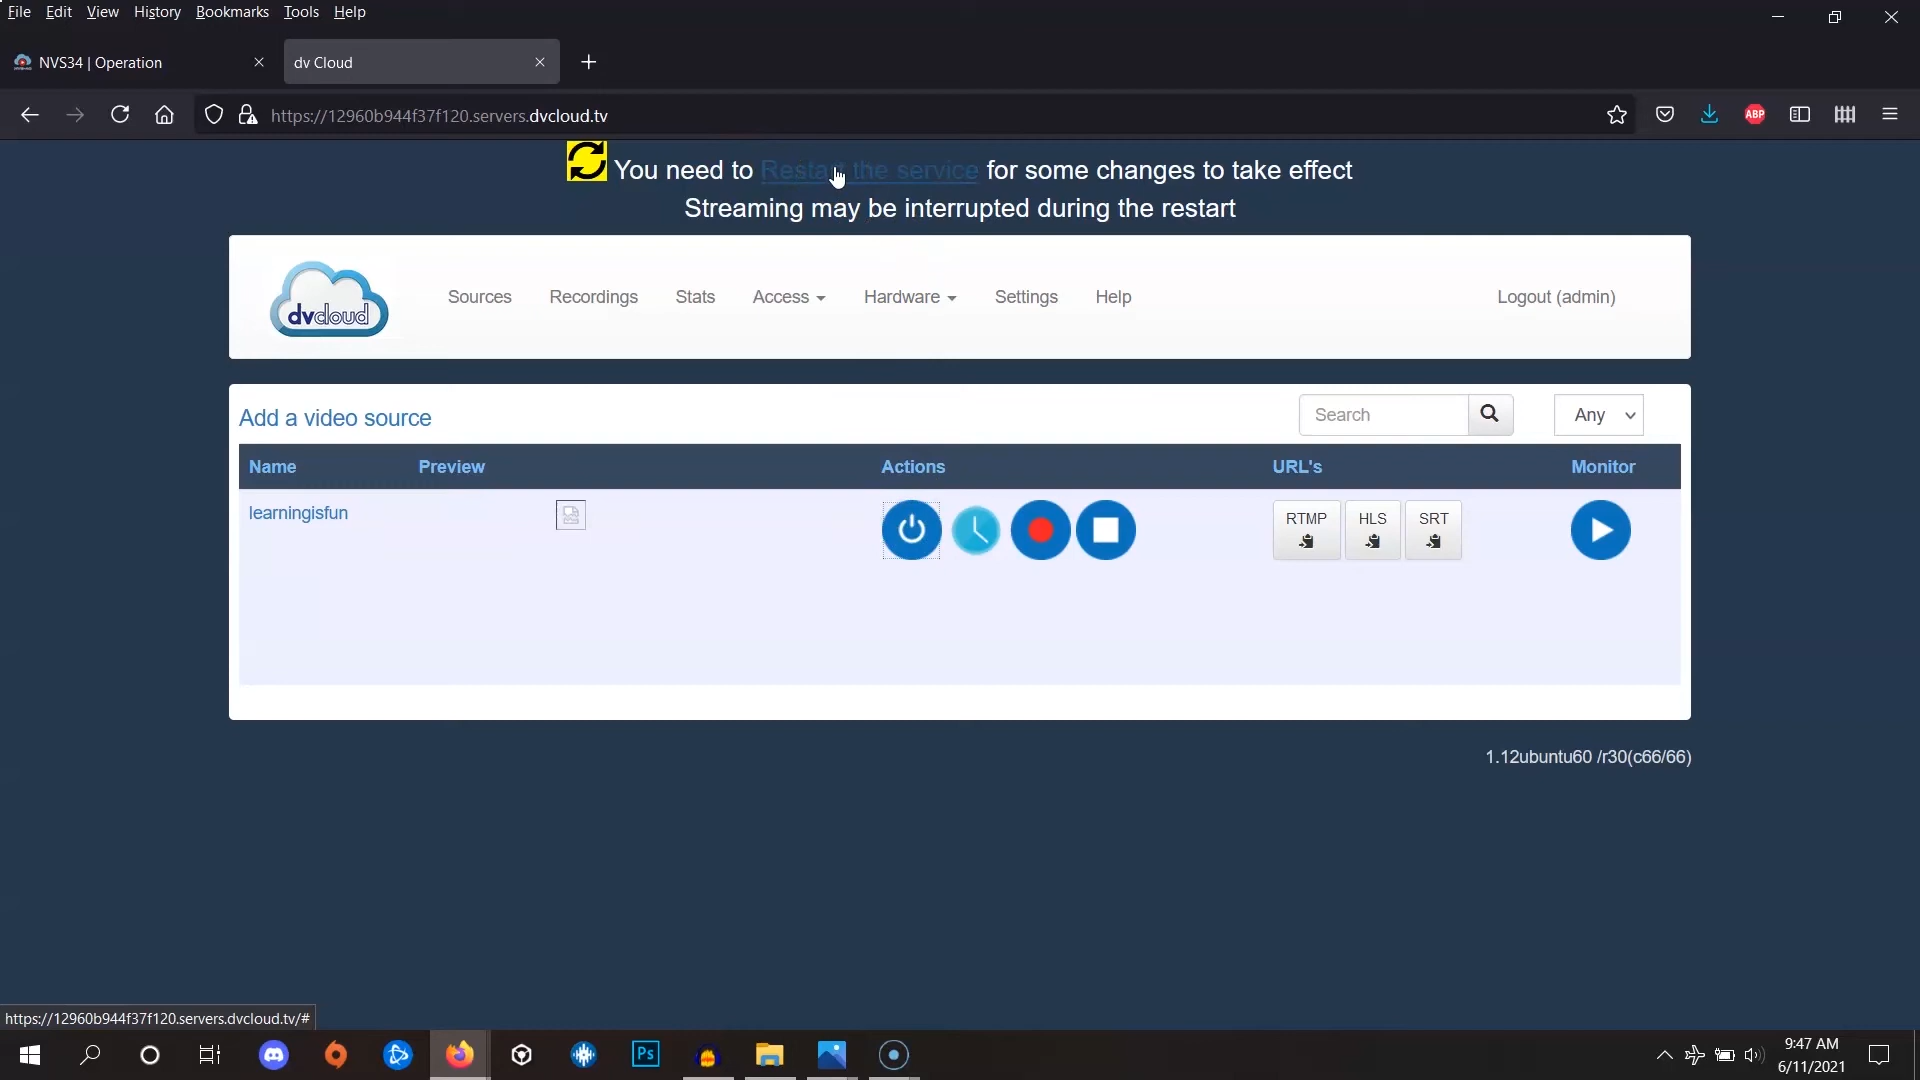 File Edit View History Bookmarks Tools Help
NVS34 | Operation
dv Cloud
https://12960b944f37f120.servers.dvcloud.tv
ABP
You need to Restart the service for some changes to take effect
Streaming may be interrupted during the restart
dvcloud
Sources Recordings Stats Access Hardware Settings Help Logout (admin)
Add a video source
Search
Any
Name Preview Actions URL's Monitor
learningisfun
RTMP HLS SRT
1.12ubuntu60 /r30(c66/66)
https://12960b944f37f120.servers.dvcloud.tv/#
Ps
9:47 AM
6/11/2021